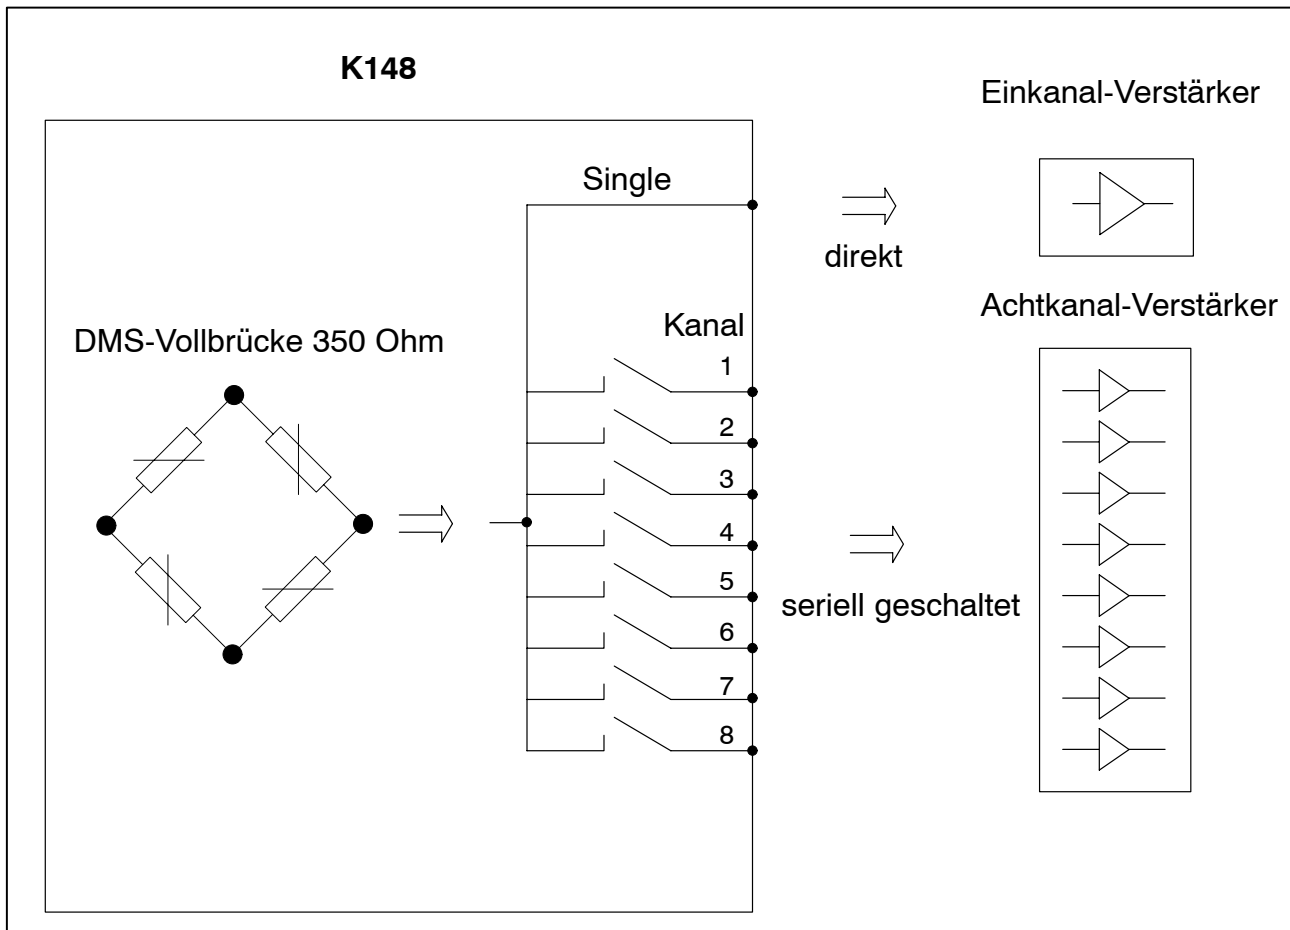 K148
Einkanal-Verstärker
Single
direkt
Achtkanal-Verstärker
DMS-Vollbrücke 350 Ohm
Kanal
1
2
3
4
5
6
7
8
seriell geschaltet